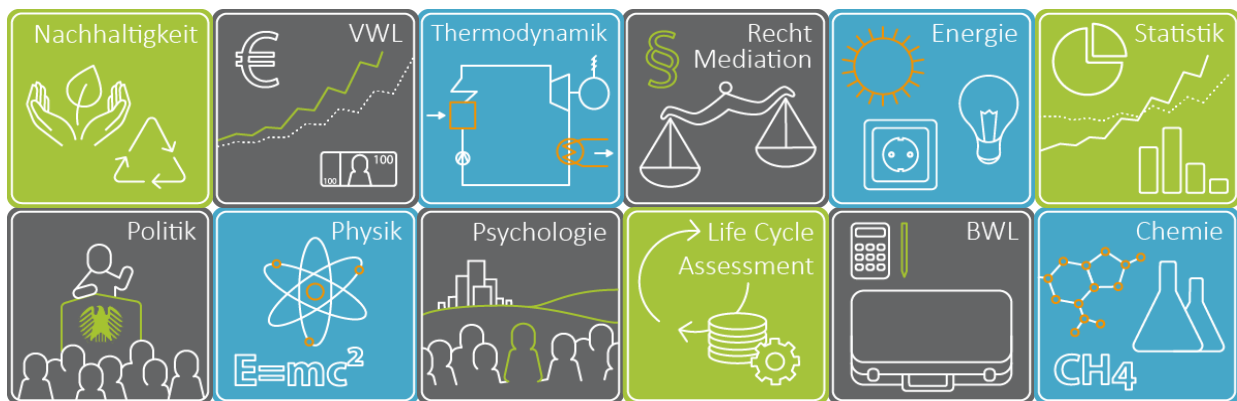 Nachhaltigkeit
VWL
€
100
100
Thermodynamik
§
Recht
Mediation
Energie
Statistik
Politik
Physik
E=mc²
Psychologie
Life Cycle
Assessment
BWL
Chemie
CH4